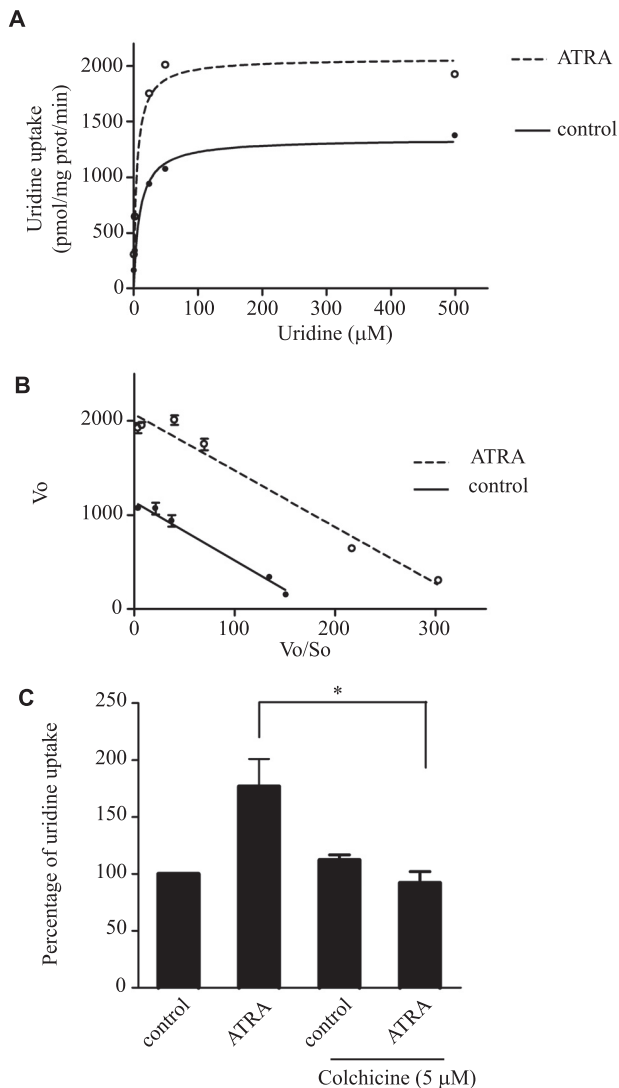 A
Uridine uptake
(pmol/mg prot/min)
2000
1500
1000
500
0
0 100 200 300 400 500
Uridine (μM)
ATRA
control
B
Vo
2000
1000
0
0 100 200 300
Vo/So
ATRA
control
C
Percentage of uridine uptake
250
200
150
100
50
0
*
control ATRA control ATRA
Colchicine (5 μM)